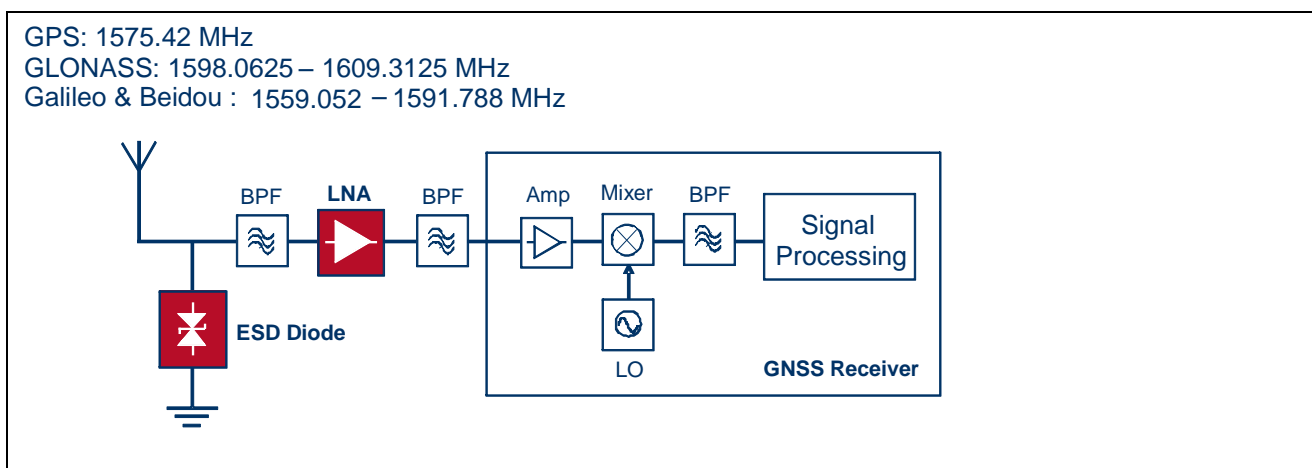 GPS: 1575.42 MHz
GLONASS: 1598.0625 – 1609.3125 MHz
Galileo & Beidou : 1559.052 – 1591.788 MHz
BPF
LNA
BPF
Amp
Mixer
BPF
Signal
Processing
ESD Diode
LO
GNSS Receiver